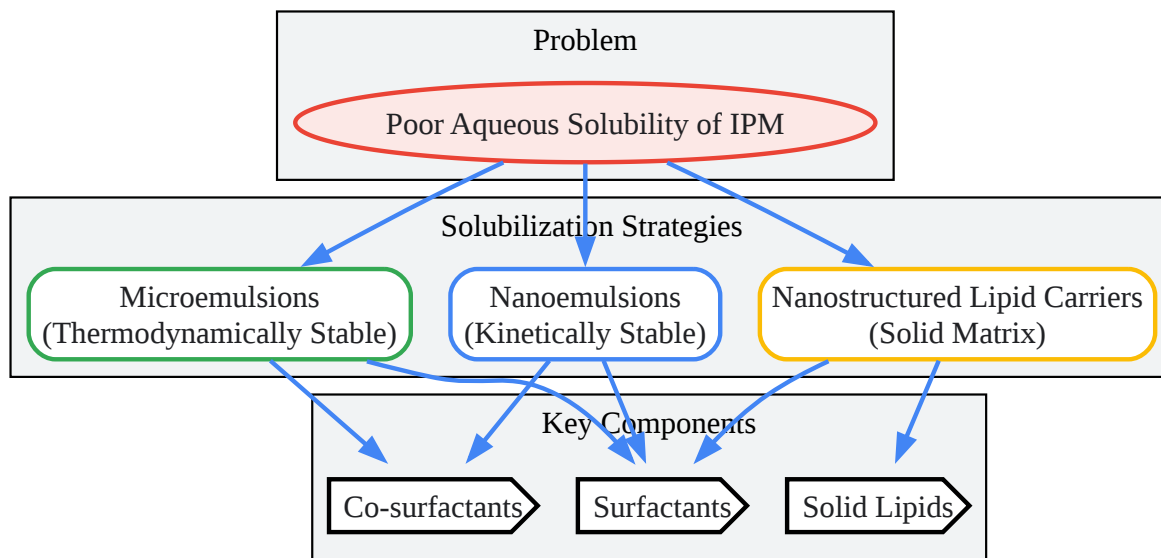 Problem
Poor Aqueous Solubility of IPM
Solubilization Strategies
Microemulsions
(Thermodynamically Stable)
Nanoemulsions
(Kinetically Stable)
Nanostructured Lipid Carriers
(Solid Matrix)
Key Components
Co-surfactants
Surfactants
Solid Lipids